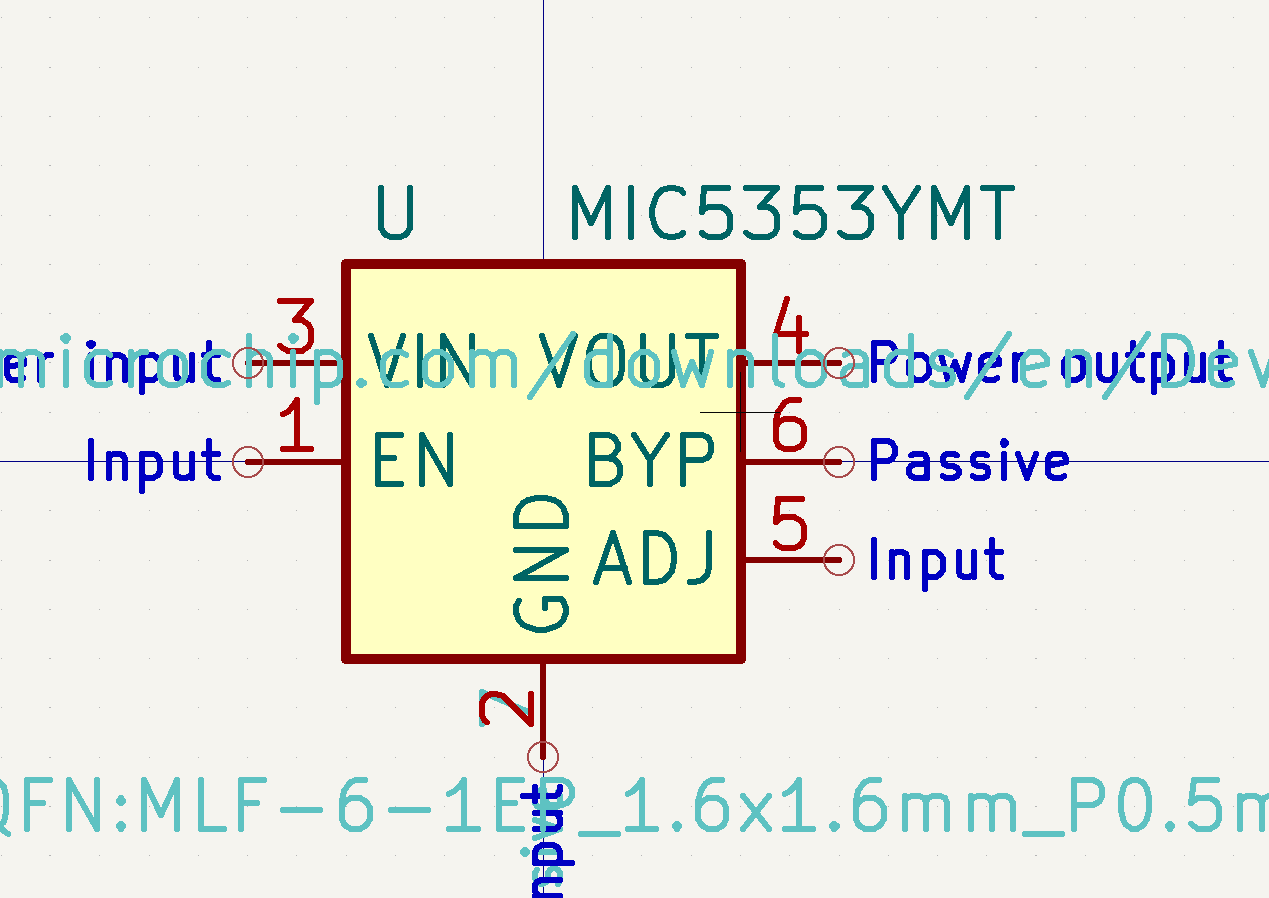 U MIC5353YMT
3 4
er input VIN VOUT Power output
microchip.com/downloads/en/Dev
1 6
Input EN BYP Passive
5
GND ADJ Input
2
QFN:MLF-6-1EP_1.6x1.6mm_P0.5m
nput